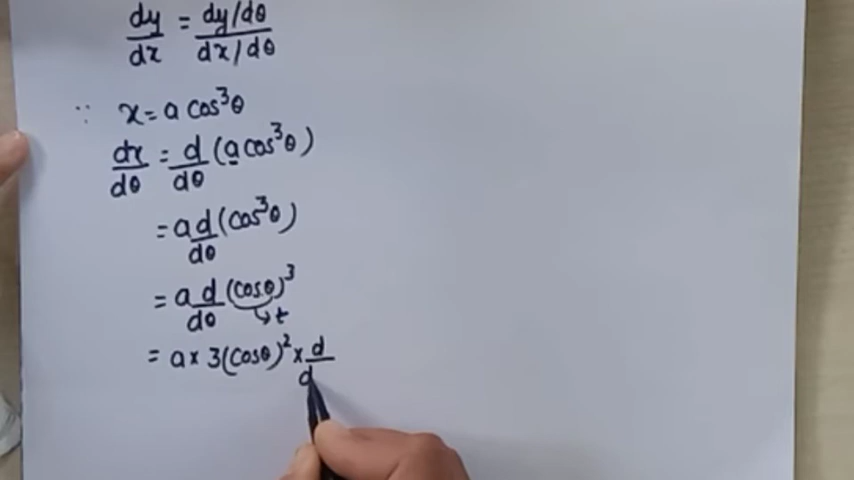 dy/dx = (dy/dθ)/(dx/dθ)
∵ x = a cos³θ
dx/dθ = d/dθ (a cos³θ)
= a d/dθ (cos³θ)
= a d/dθ (cosθ)³
↳ t
= a × 3(cosθ)² × d/d